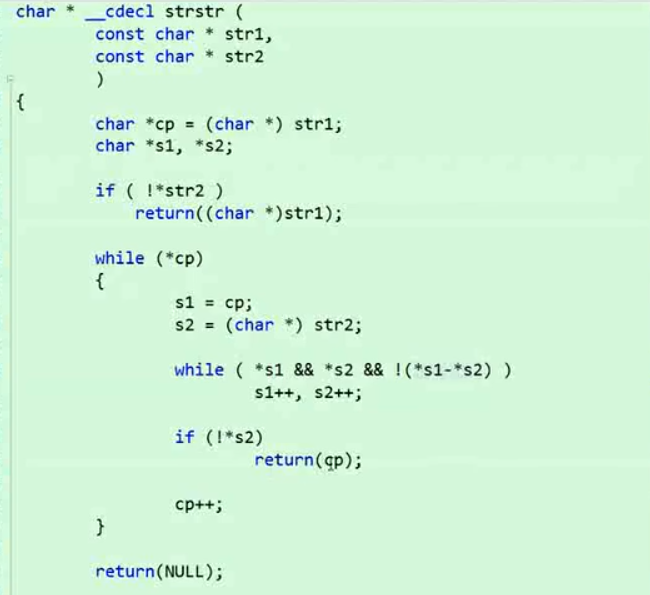 char * __cdecl strstr (
        const char * str1,
        const char * str2
        )
{
        char *cp = (char *) str1;
        char *s1, *s2;

        if ( !*str2 )
            return((char *)str1);

        while (*cp)
        {
                s1 = cp;
                s2 = (char *) str2;

                while ( *s1 && *s2 && !(*s1-*s2) )
                        s1++, s2++;

                if (!*s2)
                        return(cp);

                cp++;
        }

        return(NULL);